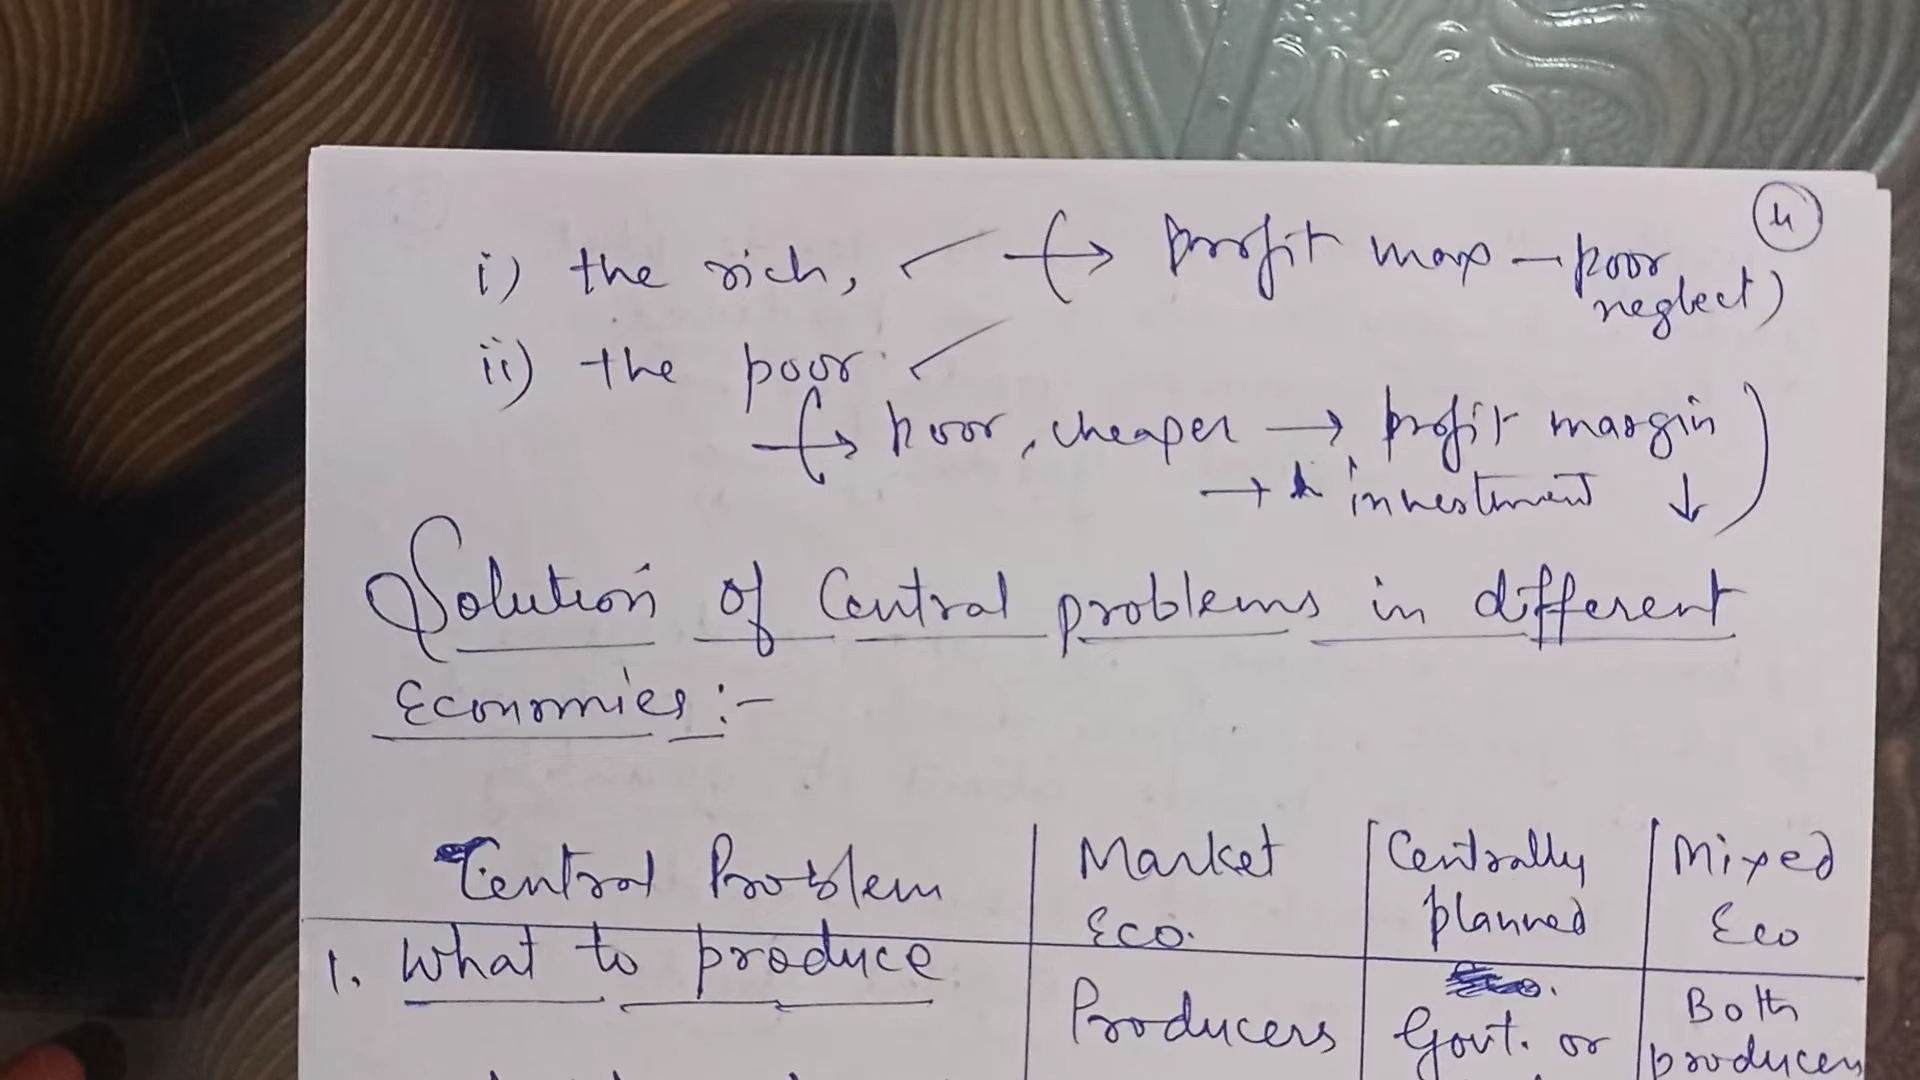 4
i) the rich, ✓ → profit max – poor
neglect)
ii) the poor ✓
→ poor, cheaper → profit margin
→ investment ↓)
Solution of Central problems in different
Economies :-
Central Problem | Market Eco. | Centrally planned | Mixed Eco
1. What to produce | Producers | Govt. or | Both producers